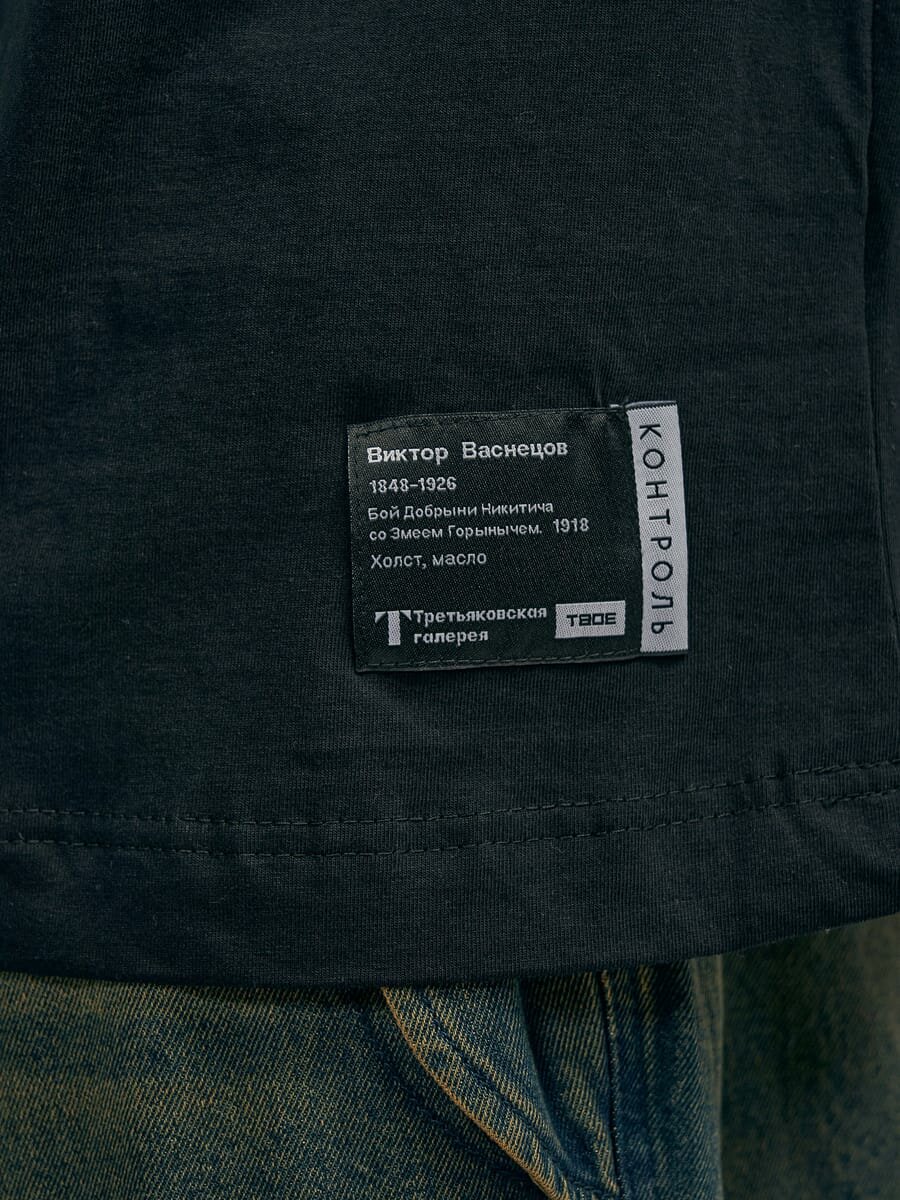 Виктор Васнецов
1848–1926
Бой Добрыни Никитича
со Змеем Горынычем. 1918
Холст, масло
Третьяковская
галерея
ТВОЕ
КОНТРОЛЬ